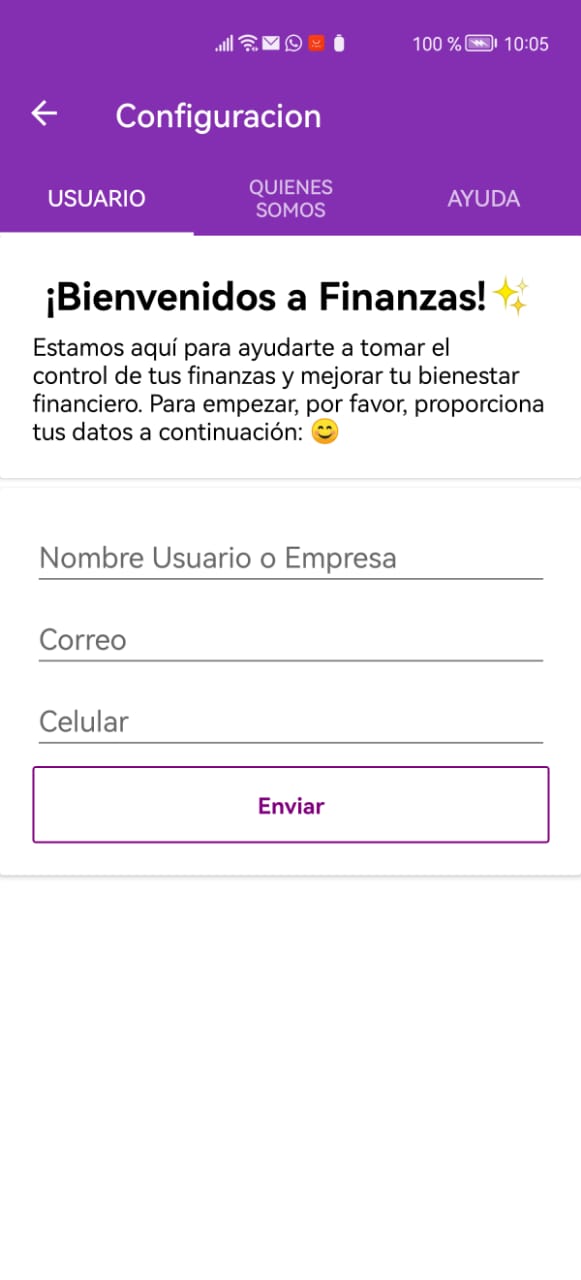 100 % 10:05
Configuracion
USUARIO
QUIENES
SOMOS
AYUDA
¡Bienvenidos a Finanzas!✨
Estamos aquí para ayudarte a tomar el
control de tus finanzas y mejorar tu bienestar
financiero. Para empezar, por favor, proporciona
tus datos a continuación: 😊
Nombre Usuario o Empresa
Correo
Celular
Enviar